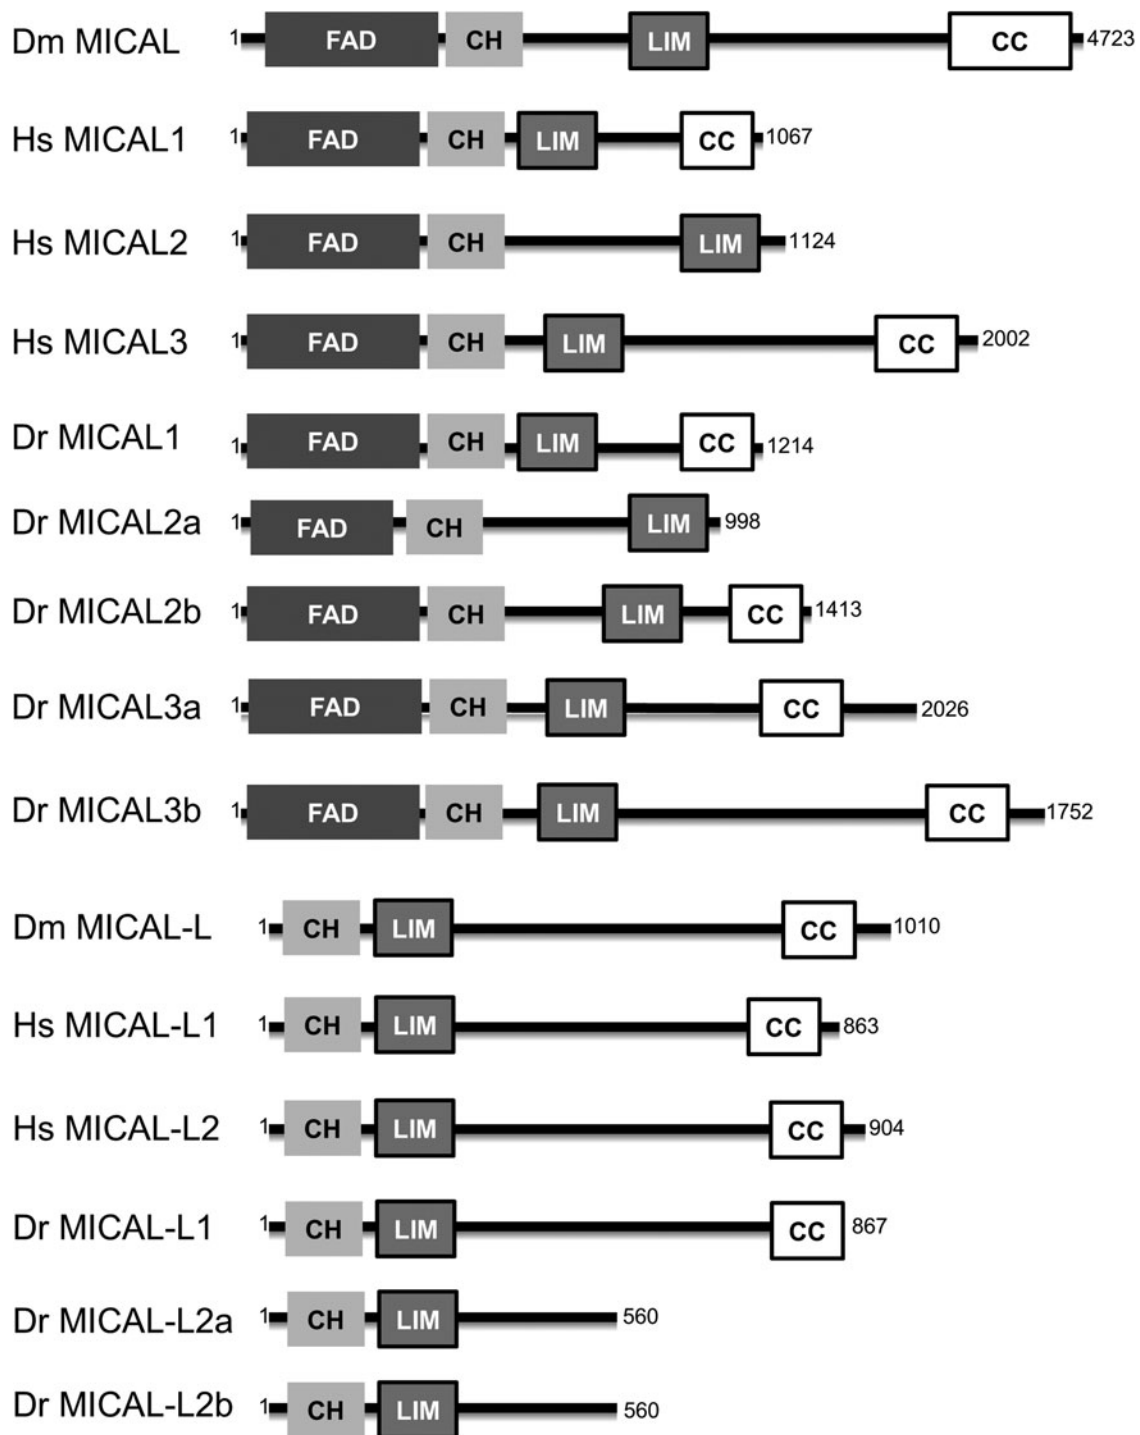 Dm MICAL 1 FAD CH LIM CC 4723
Hs MICAL1 1 FAD CH LIM CC 1067
Hs MICAL2 1 FAD CH LIM 1124
Hs MICAL3 1 FAD CH LIM CC 2002
Dr MICAL1 1 FAD CH LIM CC 1214
Dr MICAL2a 1 FAD CH LIM 998
Dr MICAL2b 1 FAD CH LIM CC 1413
Dr MICAL3a 1 FAD CH LIM CC 2026
Dr MICAL3b 1 FAD CH LIM CC 1752
Dm MICAL-L 1 CH LIM CC 1010
Hs MICAL-L1 1 CH LIM CC 863
Hs MICAL-L2 1 CH LIM CC 904
Dr MICAL-L1 1 CH LIM CC 867
Dr MICAL-L2a 1 CH LIM 560
Dr MICAL-L2b 1 CH LIM 560